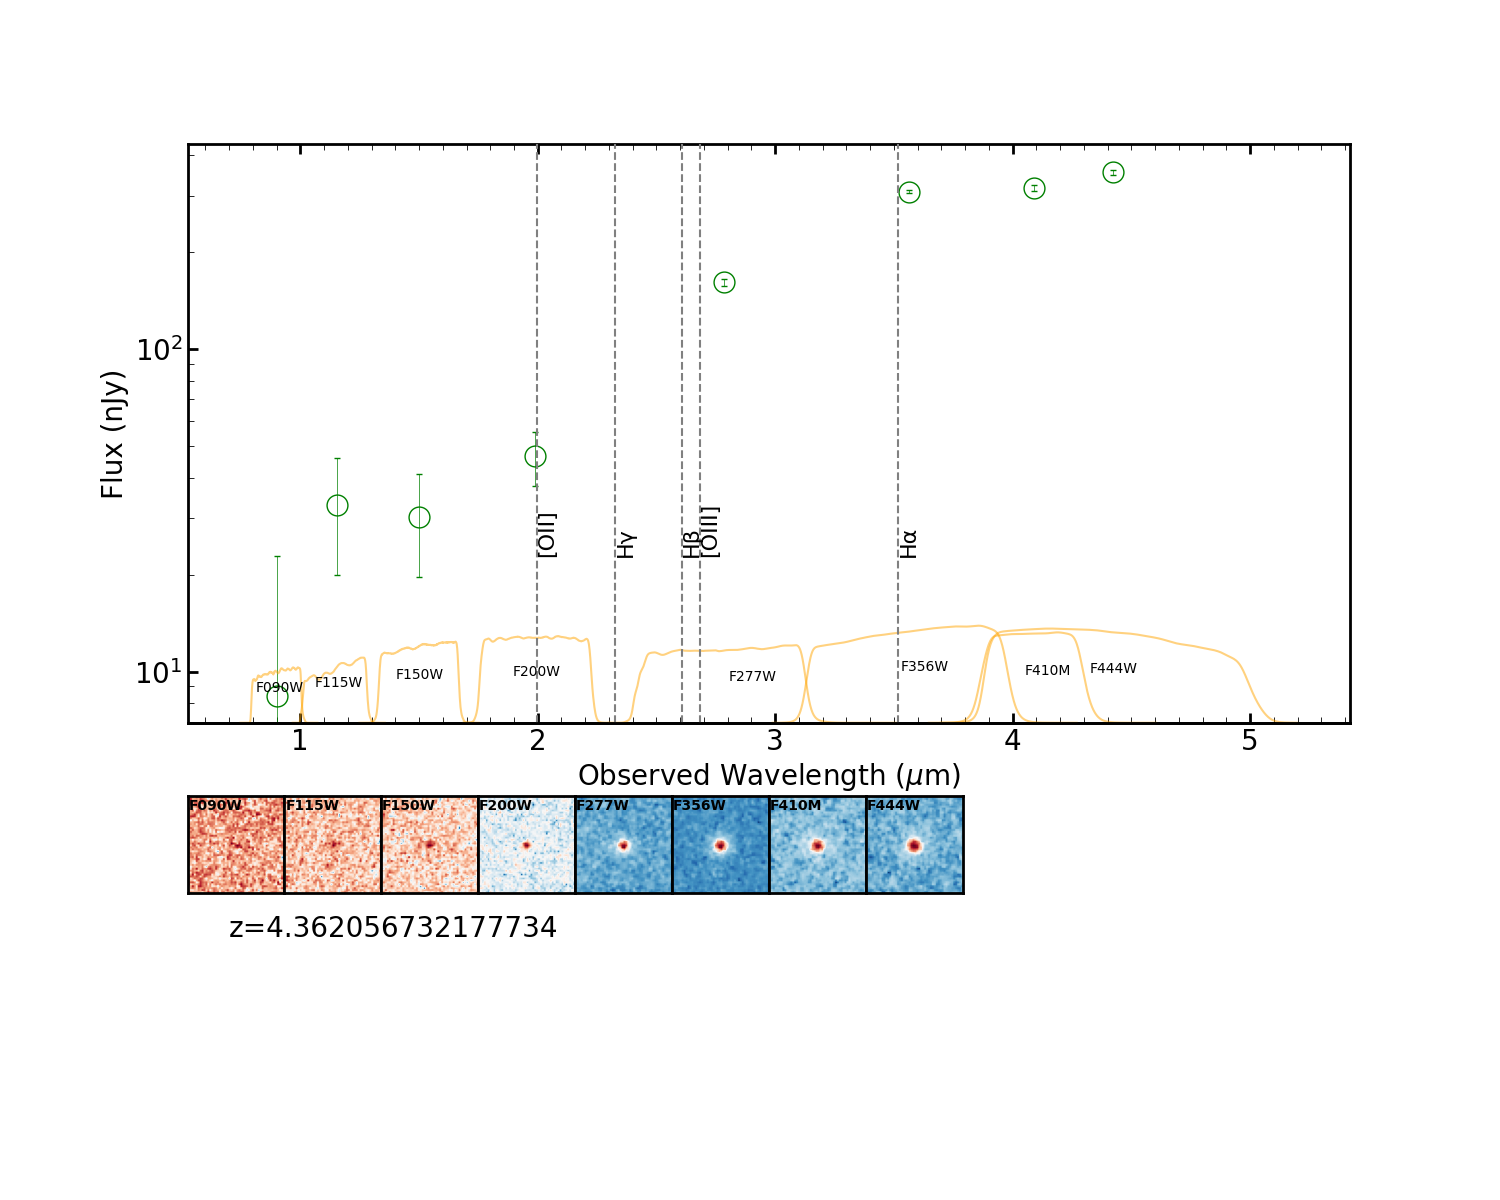 Flux (nJy)
10²
10¹
[OII]
Hγ
Hβ
[OIII]
Hα
F090W
F115W
F150W
F200W
F277W
F356W
F410M
F444W
1
2
3
4
5
Observed Wavelength (μm)
F090W
F115W
F150W
F200W
F277W
F356W
F410M
F444W
z=4.362056732177734